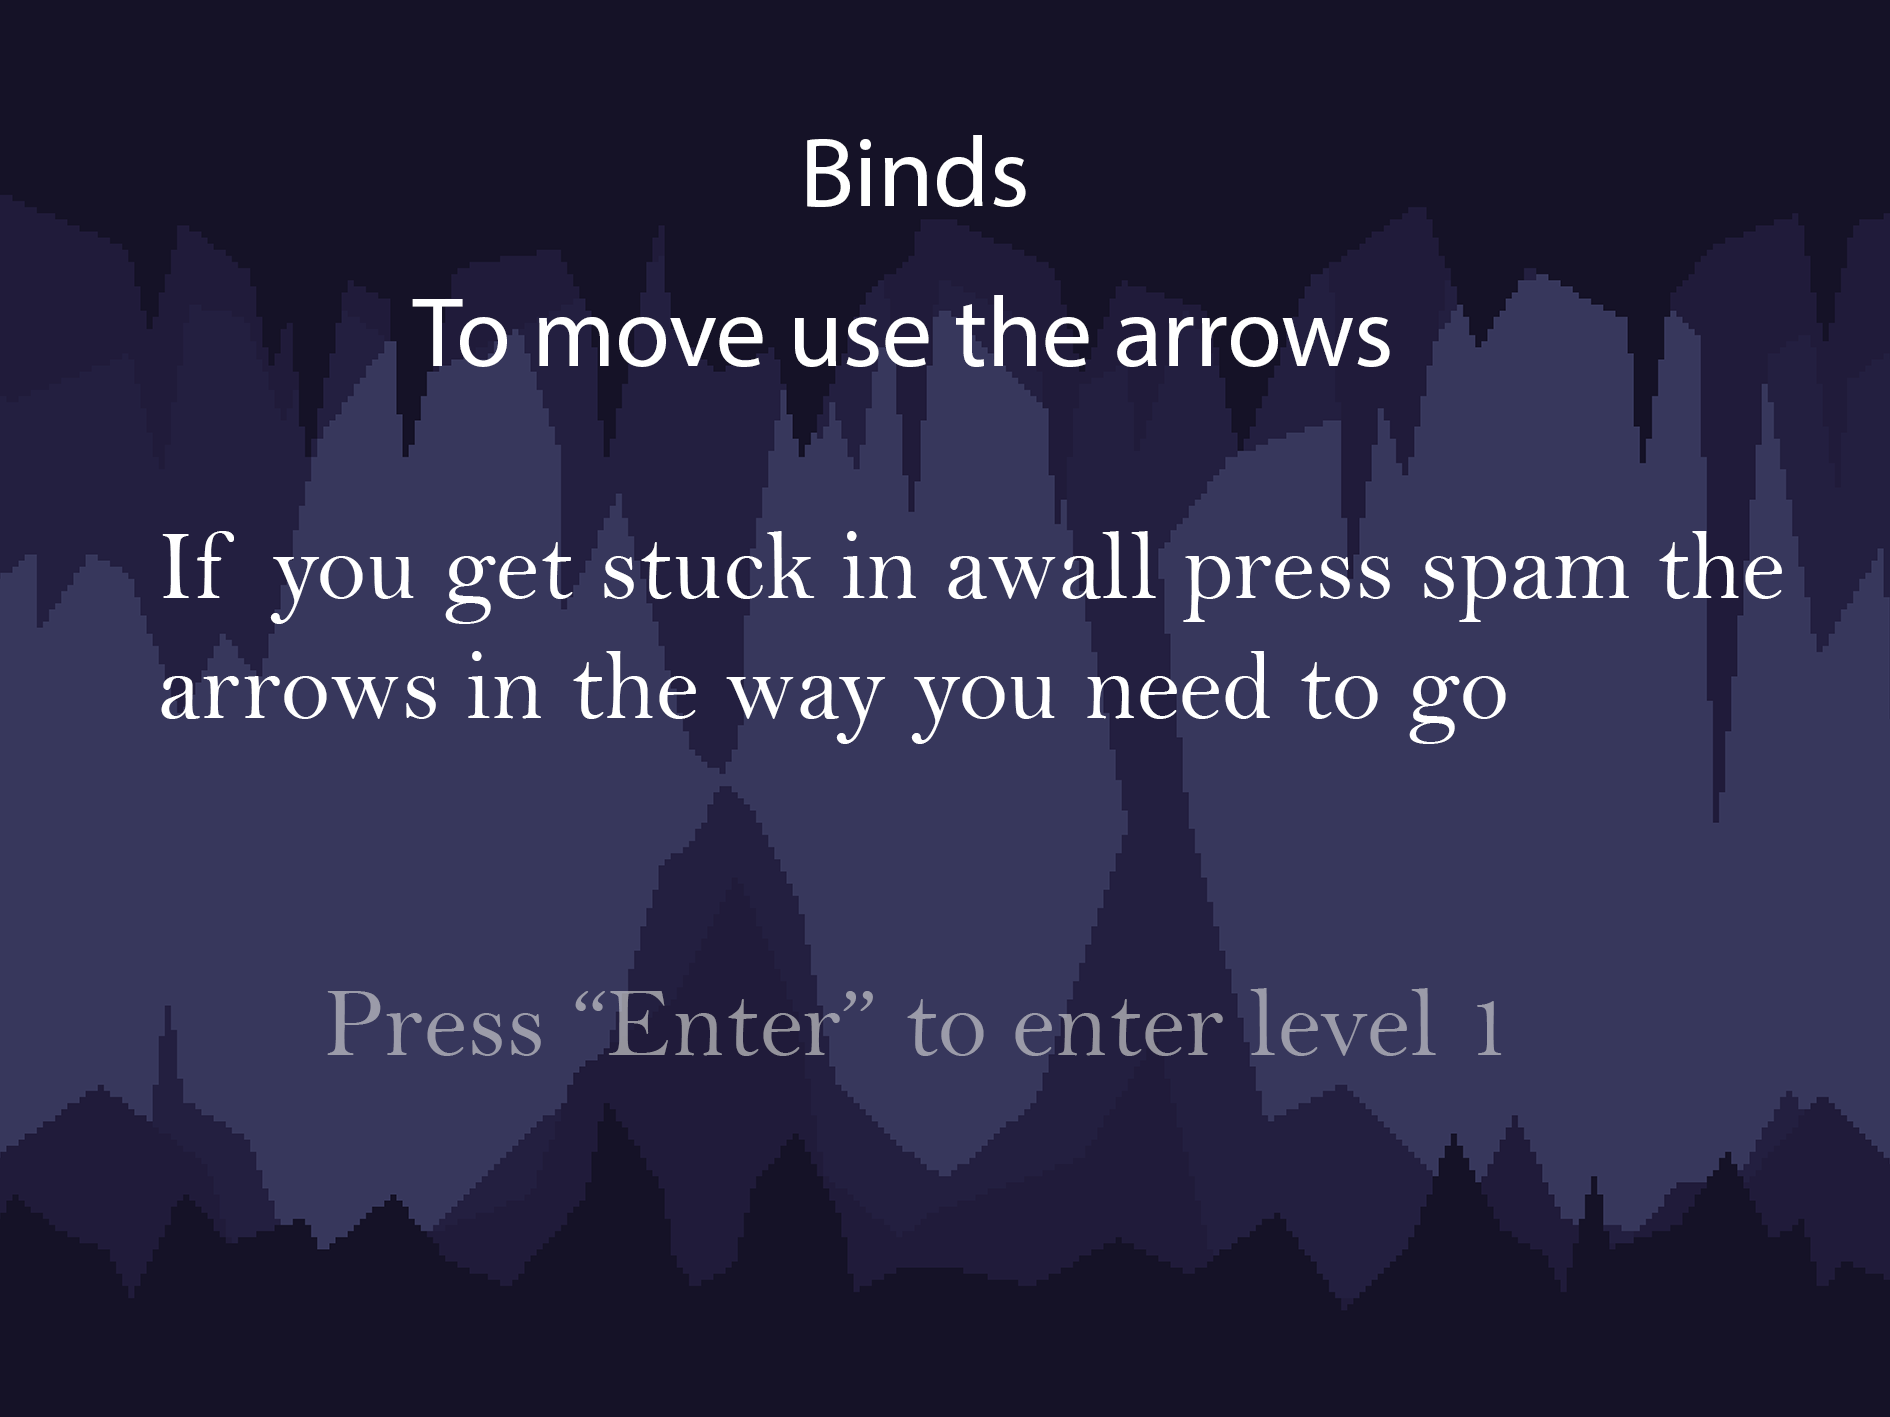 Binds
To move use the arrows
If you get stuck in awall press spam the
arrows in the way you need to go
Press “Enter” to enter level 1